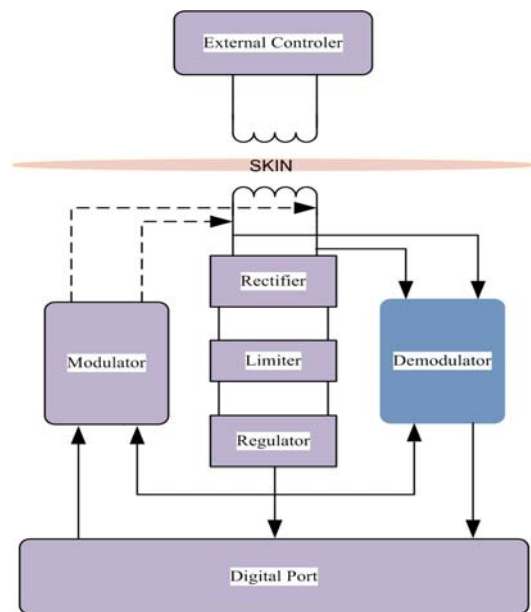 External Controler
SKIN
Rectifier
Modulator
Limiter
Demodulator
Regulator
Digital Port